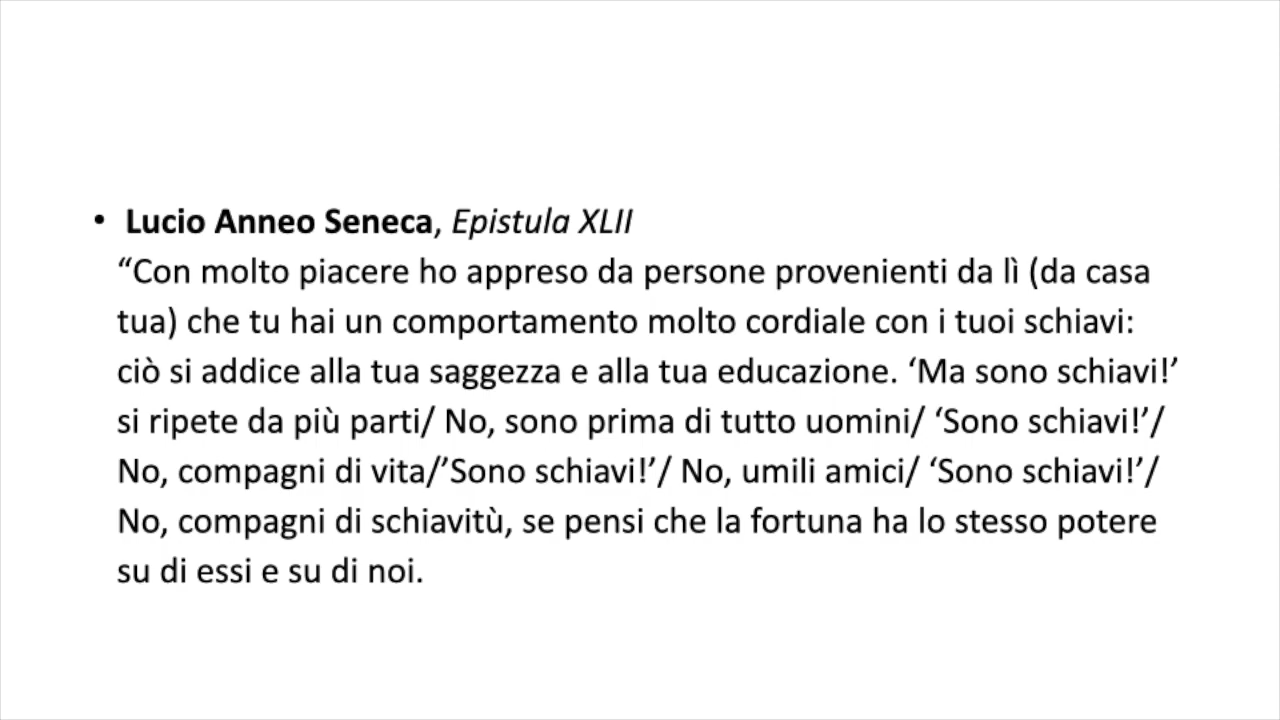 • Lucio Anneo Seneca, Epistula XLII
“Con molto piacere ho appreso da persone provenienti da lì (da casa
tua) che tu hai un comportamento molto cordiale con i tuoi schiavi:
ciò si addice alla tua saggezza e alla tua educazione. ‘Ma sono schiavi!’
si ripete da più parti/ No, sono prima di tutto uomini/ ‘Sono schiavi!’/
No, compagni di vita/’Sono schiavi!’/ No, umili amici/ ‘Sono schiavi!’/
No, compagni di schiavitù, se pensi che la fortuna ha lo stesso potere
su di essi e su di noi.